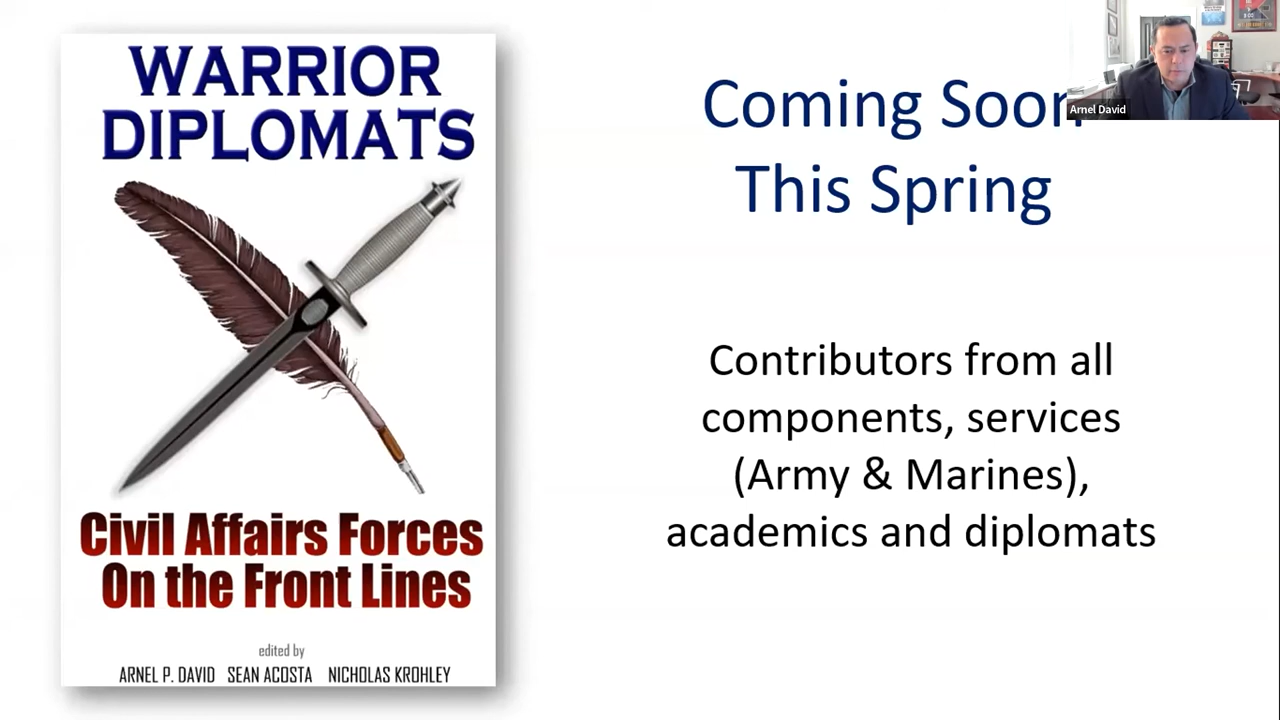 WARRIOR
DIPLOMATS
Civil Affairs Forces
On the Front Lines
edited by
ARNEL P. DAVID SEAN ACOSTA NICHOLAS KROHLEY
Coming Soon
This Spring
Contributors from all
components, services
(Army & Marines),
academics and diplomats
Arnel David